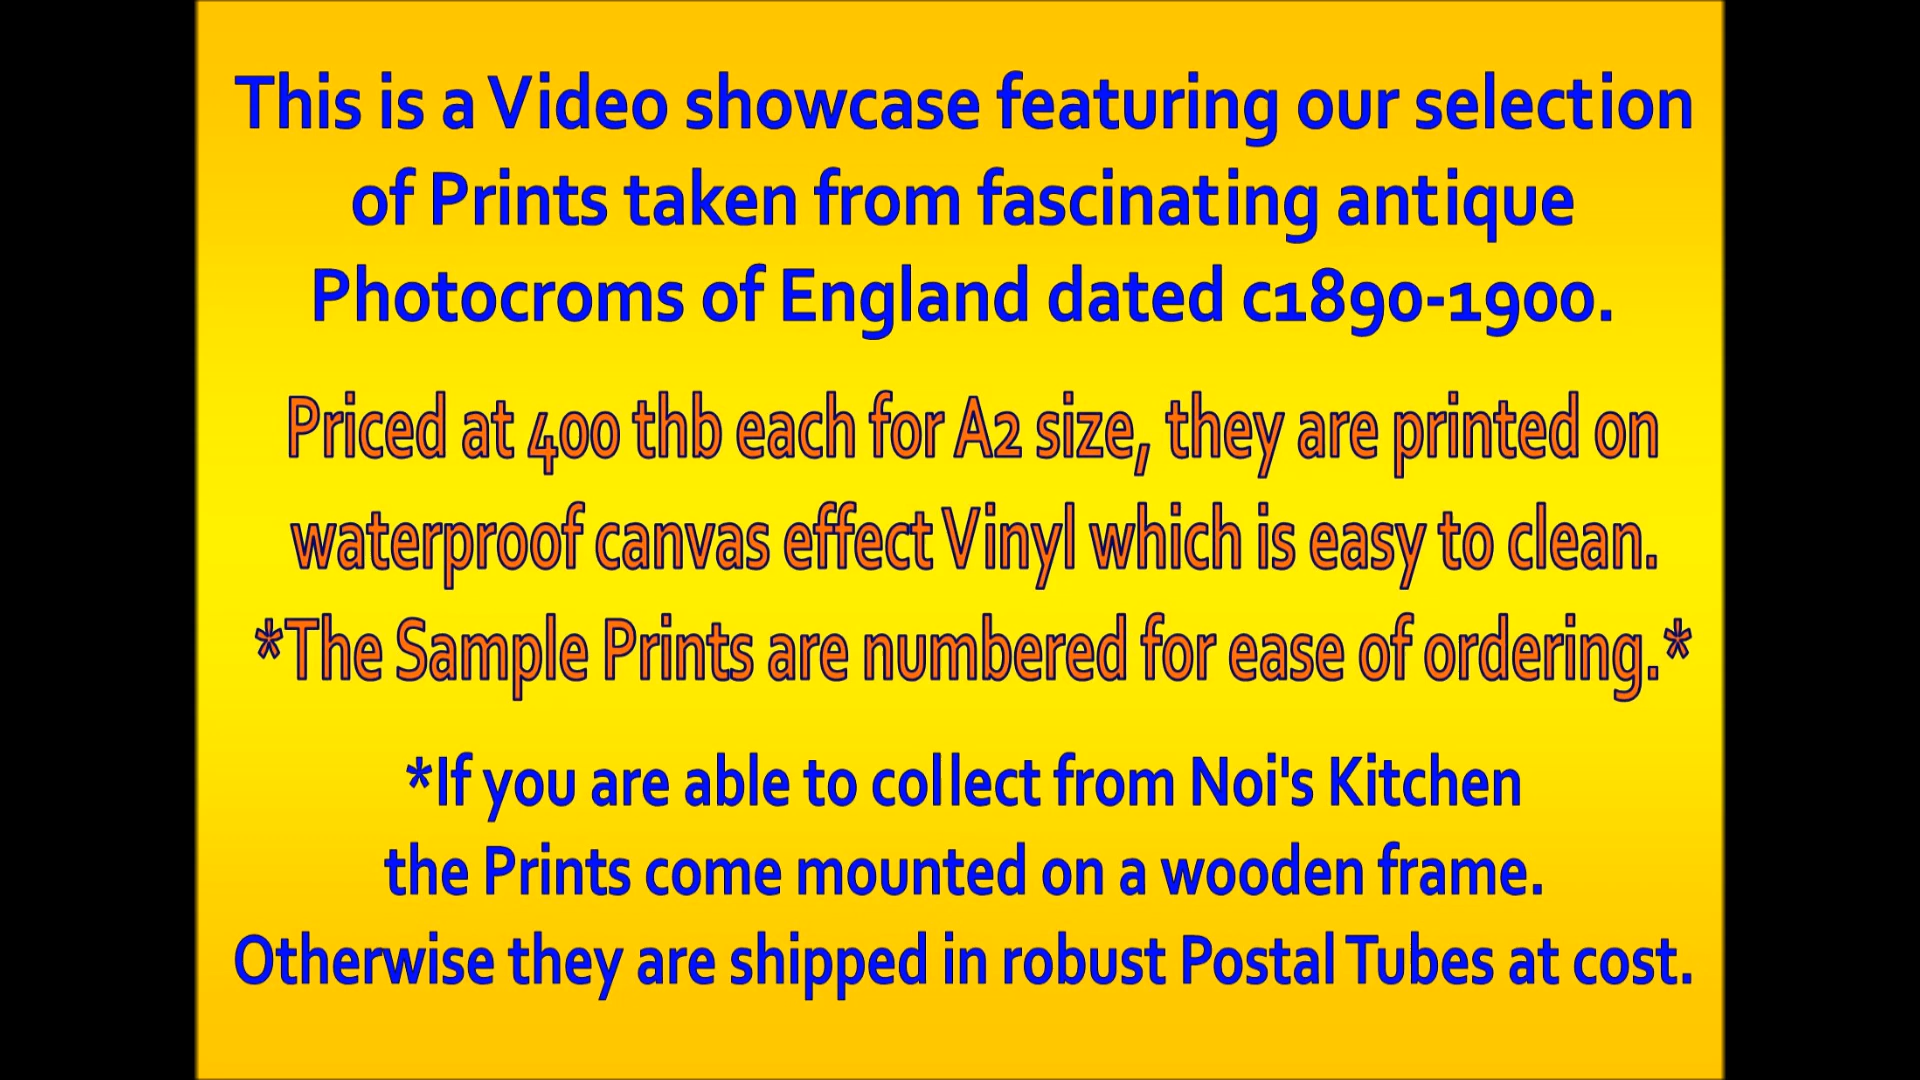 This is a Video showcase featuring our selection
of Prints taken from fascinating antique
Photocroms of England dated c1890-1900.
Priced at 400 thb each for A2 size, they are printed on
waterproof canvas effect Vinyl which is easy to clean.
*The Sample Prints are numbered for ease of ordering.*
*If you are able to collect from Noi's Kitchen
the Prints come mounted on a wooden frame.
Otherwise they are shipped in robust Postal Tubes at cost.